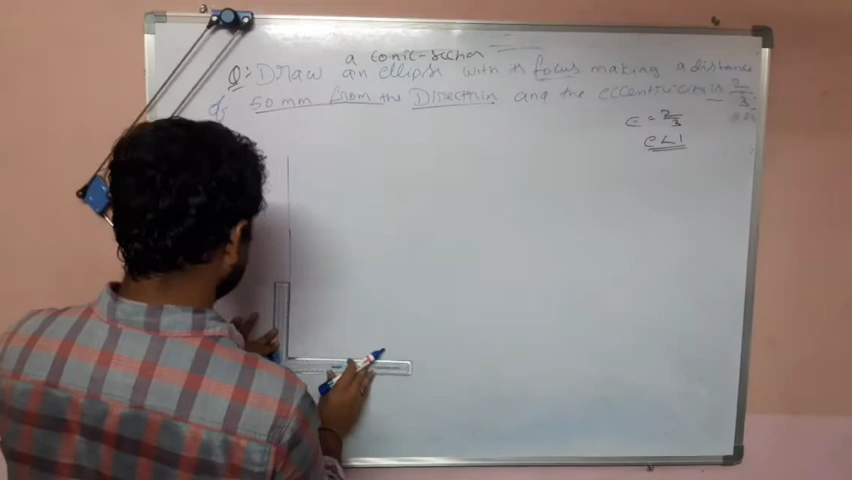 a conic-section
Q:- Draw an ellipse with its focus making a distance
of 50 mm from the Directrix and the eccentricity is 2/3
e = 2/3
e < 1